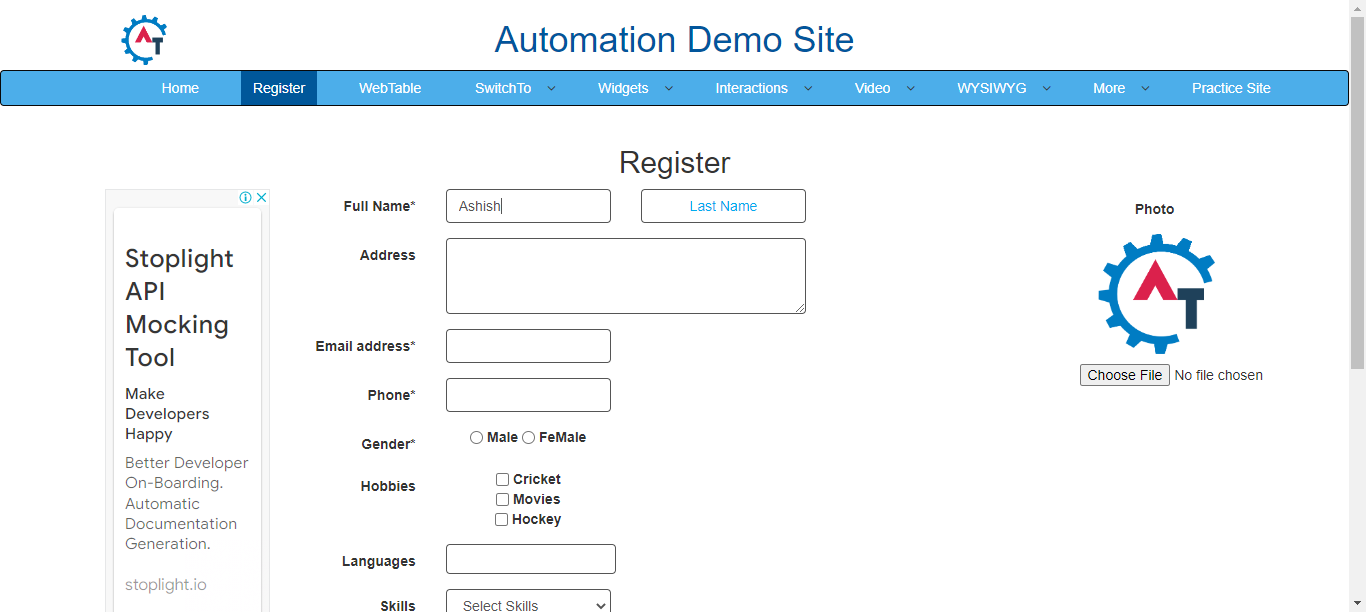 Automation Demo Site
Home Register WebTable SwitchTo Widgets Interactions Video WYSIWYG More Practice Site
Register
Stoplight
API
Mocking
Tool
Make
Developers
Happy
Better Developer
On-Boarding.
Automatic
Documentation
Generation.
stoplight.io
Full Name* Ashish Last Name
Address
Email address*
Phone*
Gender* Male FeMale
Hobbies Cricket
Movies
Hockey
Languages
Skills Select Skills
Photo
AT
Choose File No file chosen